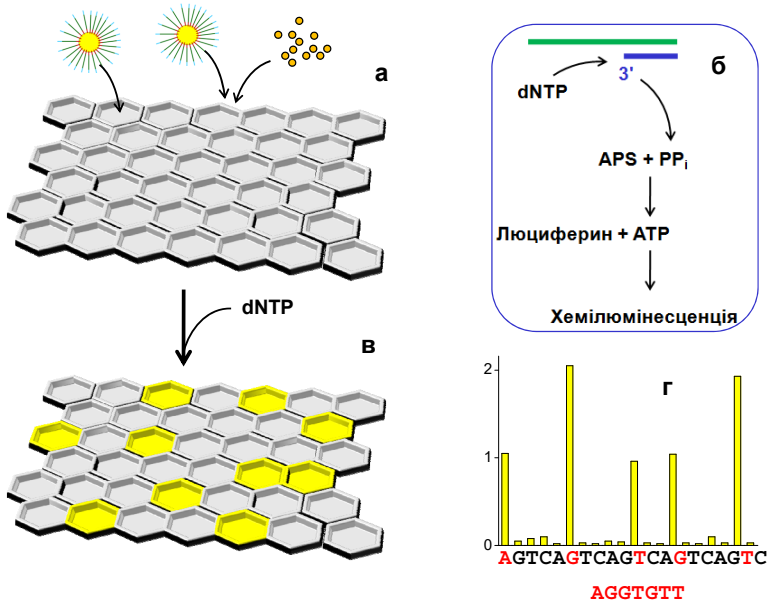 а
dNTP
в
б
3'
dNTP
APS + PPi
Люциферин + ATP
Хемілюмінесценція
г
2
1
0
AGTCAGTCAGTCAGTCAGTC
AGGTGTT